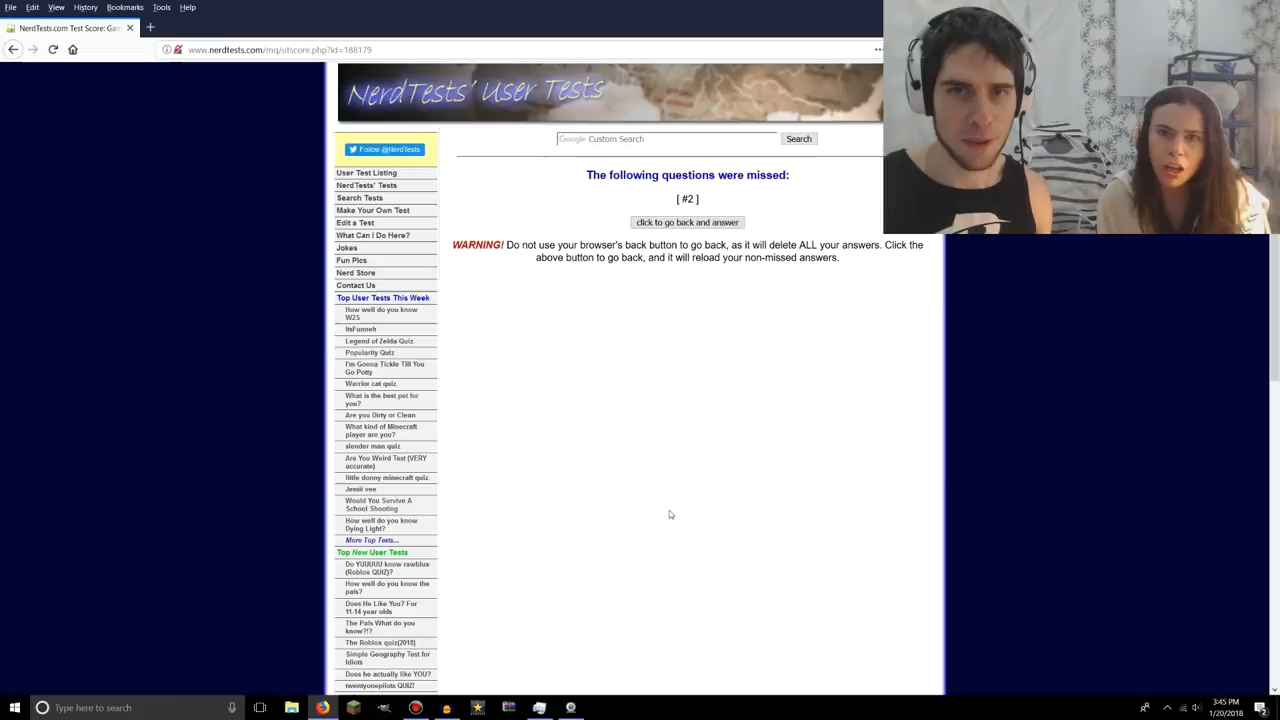 File Edit View History Bookmarks Tools Help
NerdTests.com Test Score: Gam
www.nerdtests.com/mq/utscore.php?id=188179
NerdTests' User Tests
Google Custom Search
Search
Follow @NerdTests
User Test Listing
NerdTests' Tests
Search Tests
Make Your Own Test
Edit a Test
What Can I Do Here?
Jokes
Fun Pics
Nerd Store
Contact Us
Top User Tests This Week
How well do you know
W2S
ItsFunneh
Legend of Zelda Quiz
Popularity Quiz
I'm Gonna Tickle Till You
Go Potty
Warrior cat quiz
What is the best pet for
you?
Are you Dirty or Clean
What kind of Minecraft
player are you?
slender man quiz
Are You Weird Test (VERY
accurate)
little donny minecraft quiz
Jessii vee
Would You Survive A
School Shooting
How well do you know
Dying Light?
More Top Tests...
Top New User Tests
Do YUUUUU know rawblux
(Roblox QUIZ)?
How well do you know the
pals?
Does He Like You? For
11-14 year olds
The Pals What do you
know?!?
The Roblox quiz(2018)
Simple Geography Test for
Idiots
Does he actually like YOU?
twentyonepilots QUIZ!
The following questions were missed:
[ #2 ]
click to go back and answer
WARNING! Do not use your browser's back button to go back, as it will delete ALL your answers. Click the
above button to go back, and it will reload your non-missed answers.
Type here to search
3:45 PM
1/20/2018
2